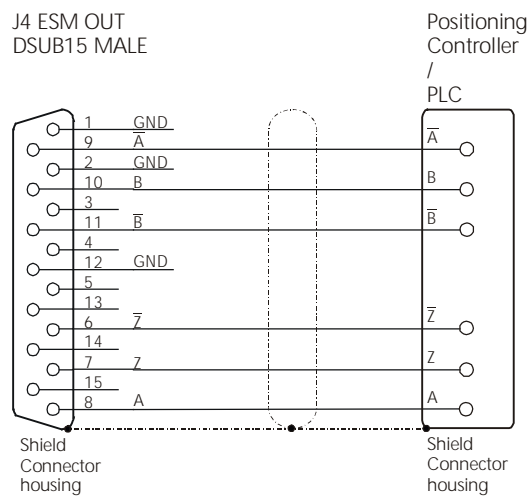 J4 ESM OUT
DSUB15 MALE
Positioning
Controller
/
PLC
1 GND
9 A̅ A̅
2 GND
10 B B
3
11 B̅ B̅
4
12 GND
5
13
6 Z̅ Z̅
14
7 Z Z
15
8 A A
Shield
Connector
housing
Shield
Connector
housing